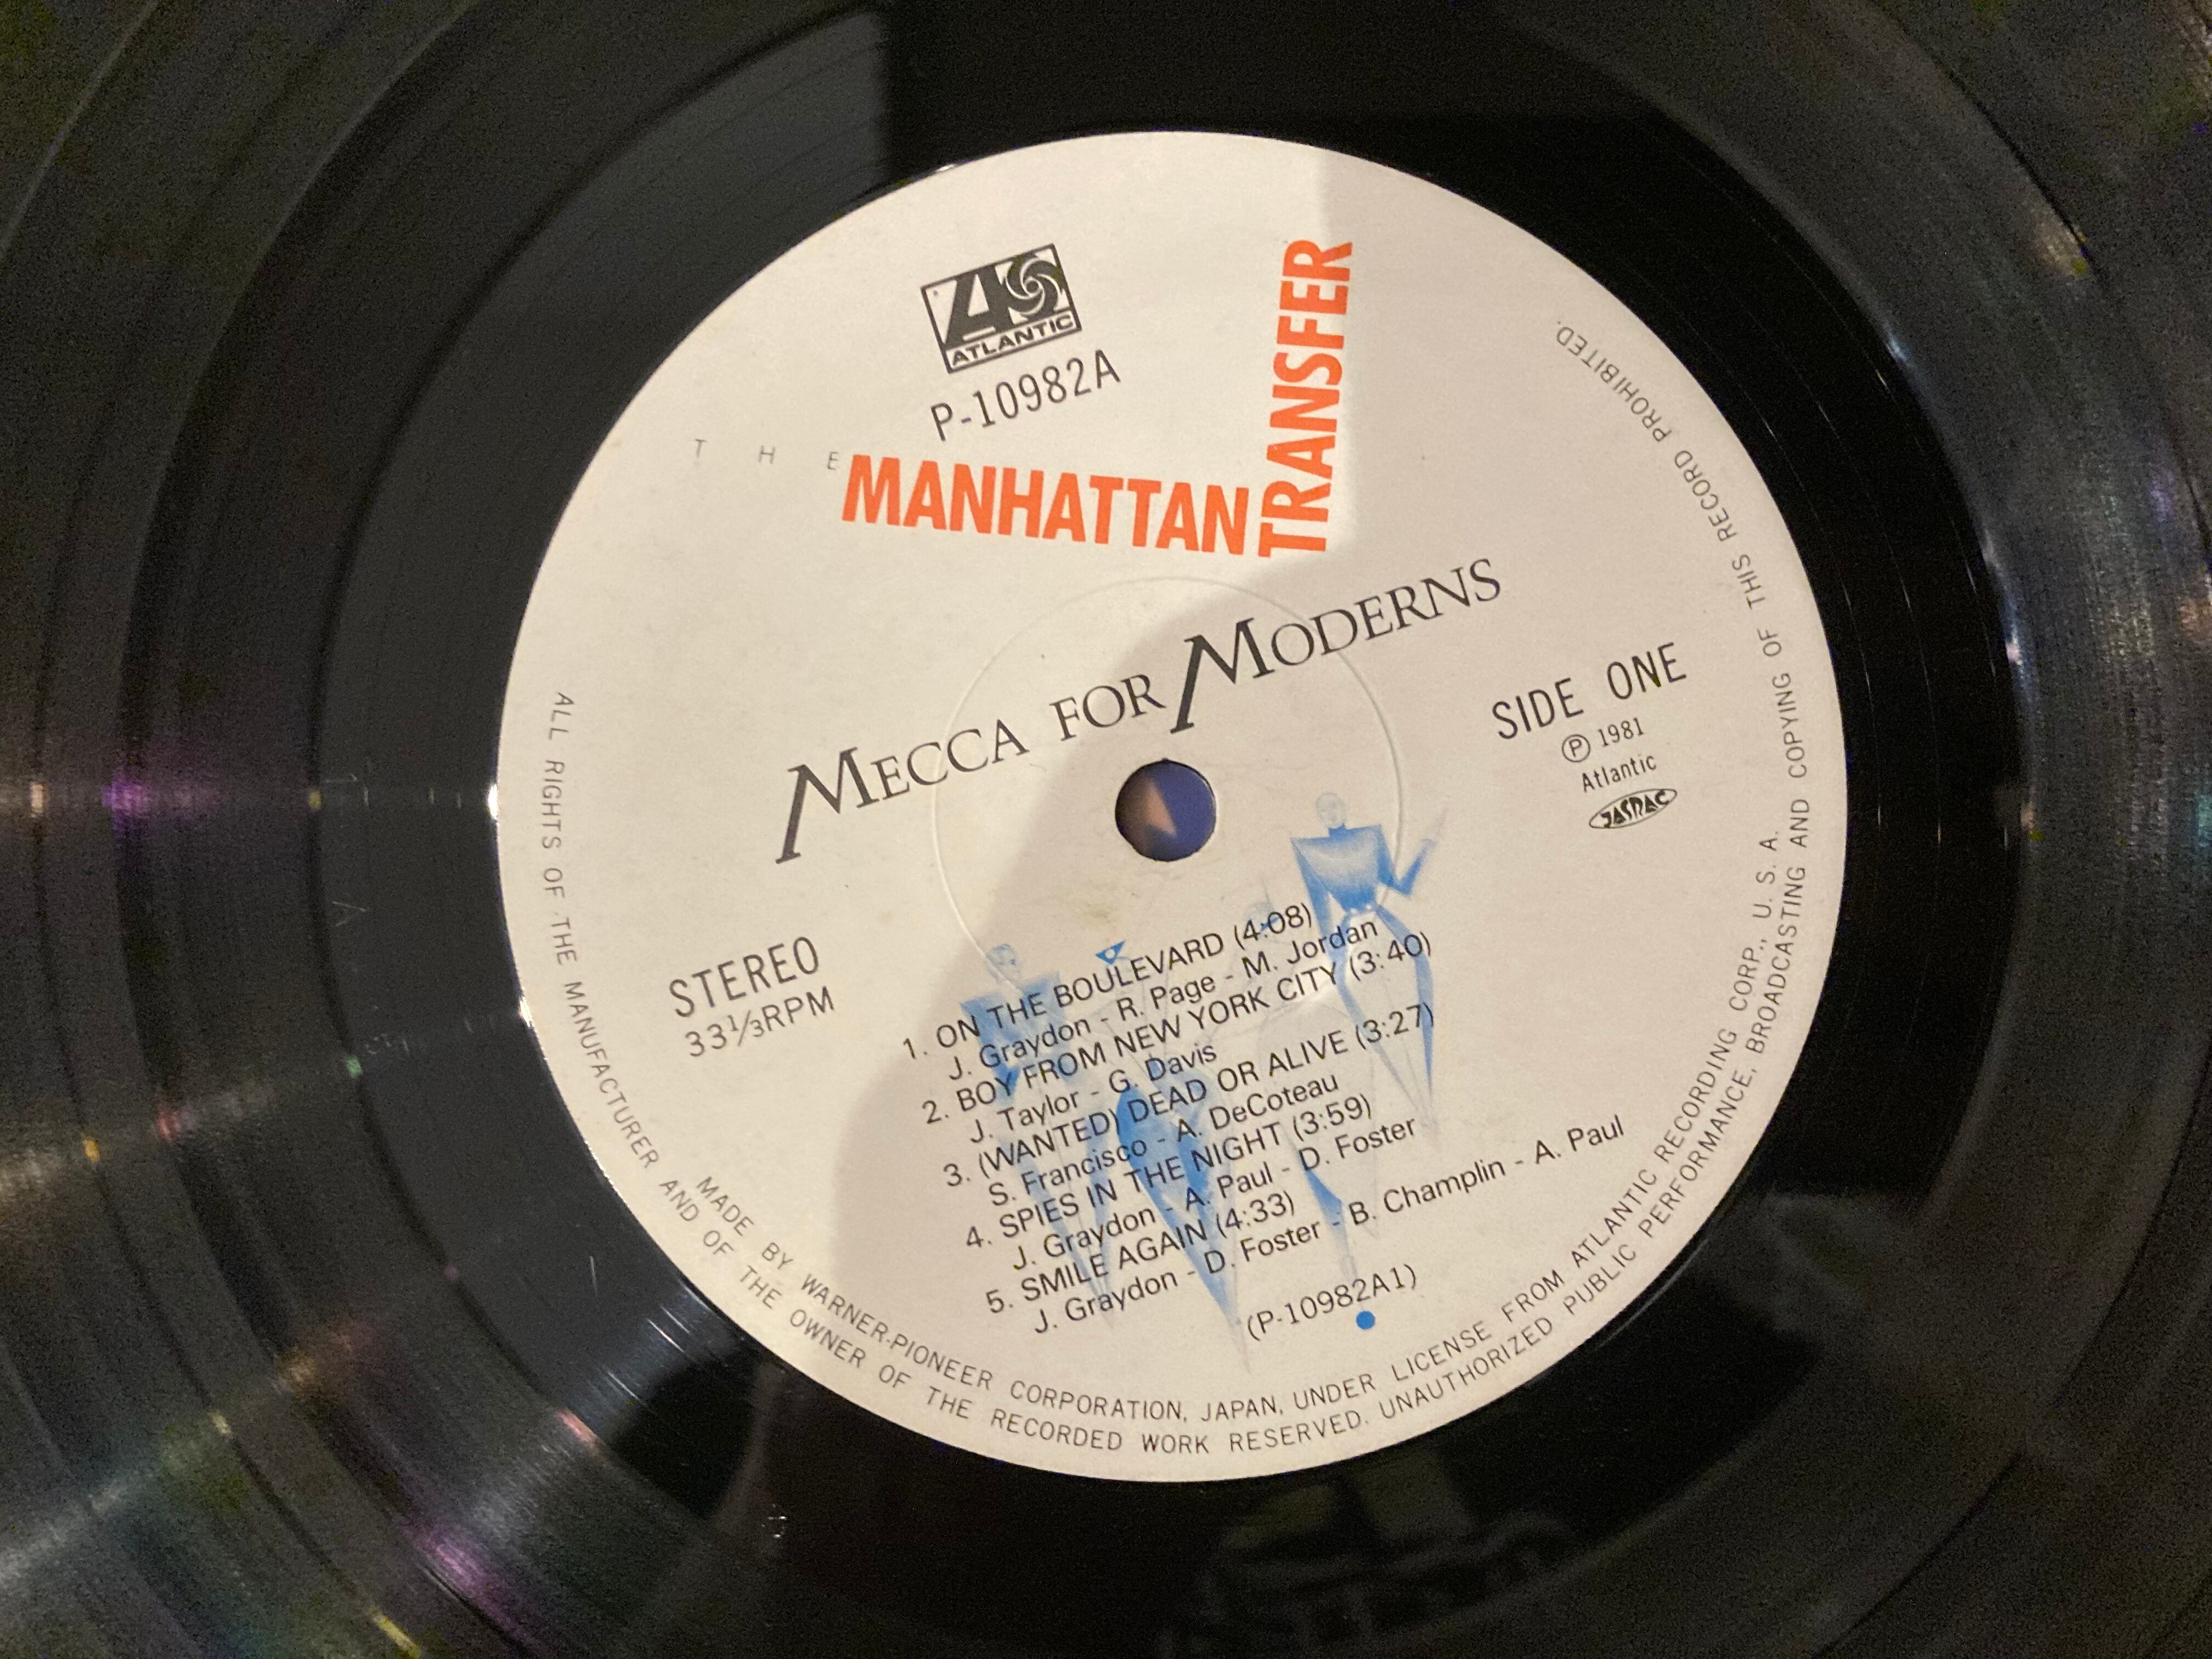 ATLANTIC
P-10982A
THE
MANHATTAN
TRANSFER
MECCA FOR MODERNS
SIDE ONE
Ⓟ 1981
Atlantic
JASRAC
STEREO
33⅓RPM
1. ON THE BOULEVARD (4:08)
J. Graydon - R. Page - M. Jordan
2. BOY FROM NEW YORK CITY (3:40)
J. Taylor - G. Davis
3. (WANTED) DEAD OR ALIVE (3:27)
S. Francisco - A. DeCoteau
4. SPIES IN THE NIGHT (3:59)
J. Graydon - A. Paul - D. Foster
5. SMILE AGAIN (4:33)
J. Graydon - D. Foster - B. Champlin - A. Paul
(P-10982A1)
MADE BY WARNER-PIONEER CORPORATION, JAPAN, UNDER LICENSE FROM ATLANTIC RECORDING CORP., U. S. A.
ALL RIGHTS OF THE MANUFACTURER AND OF THE OWNER OF THE RECORDED WORK RESERVED. UNAUTHORIZED PUBLIC PERFORMANCE, BROADCASTING AND COPYING OF THIS RECORD PROHIBITED.